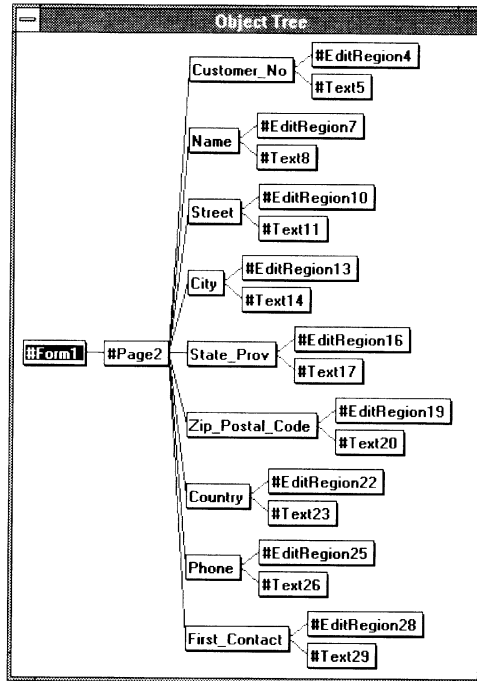 Object Tree
#EditRegion4
Customer_No
#Text5
#EditRegion7
Name
#Text8
#EditRegion10
Street
#Text11
#EditRegion13
City
#Text14
#EditRegion16
#Form1 #Page2 State_Prov
#Text17
#EditRegion19
Zip_Postal_Code
#Text20
#EditRegion22
Country
#Text23
#EditRegion25
Phone
#Text26
#EditRegion28
First_Contact
#Text29